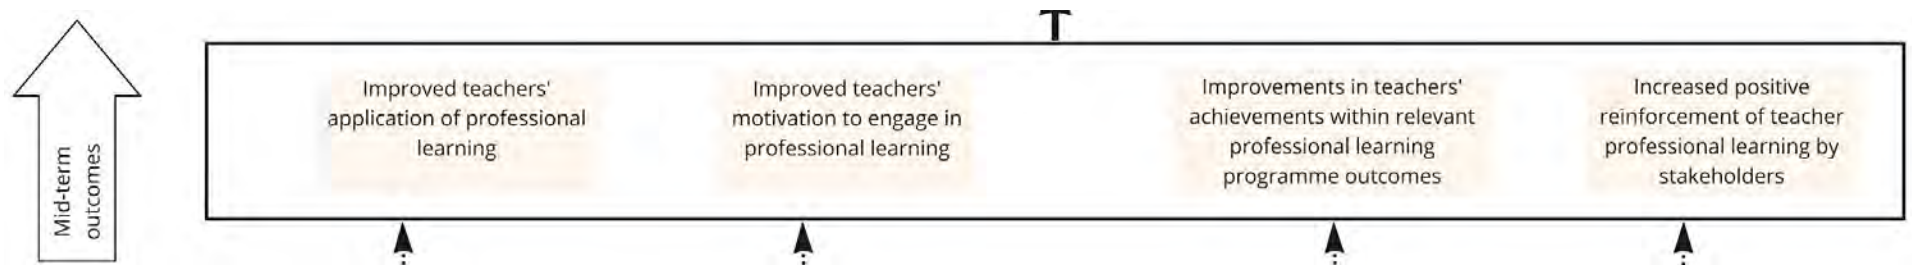 Mid-term
outcomes
Improved teachers'
application of professional
learning
Improved teachers'
motivation to engage in
professional learning
Improvements in teachers'
achievements within relevant
professional learning
programme outcomes
Increased positive
reinforcement of teacher
professional learning by
stakeholders